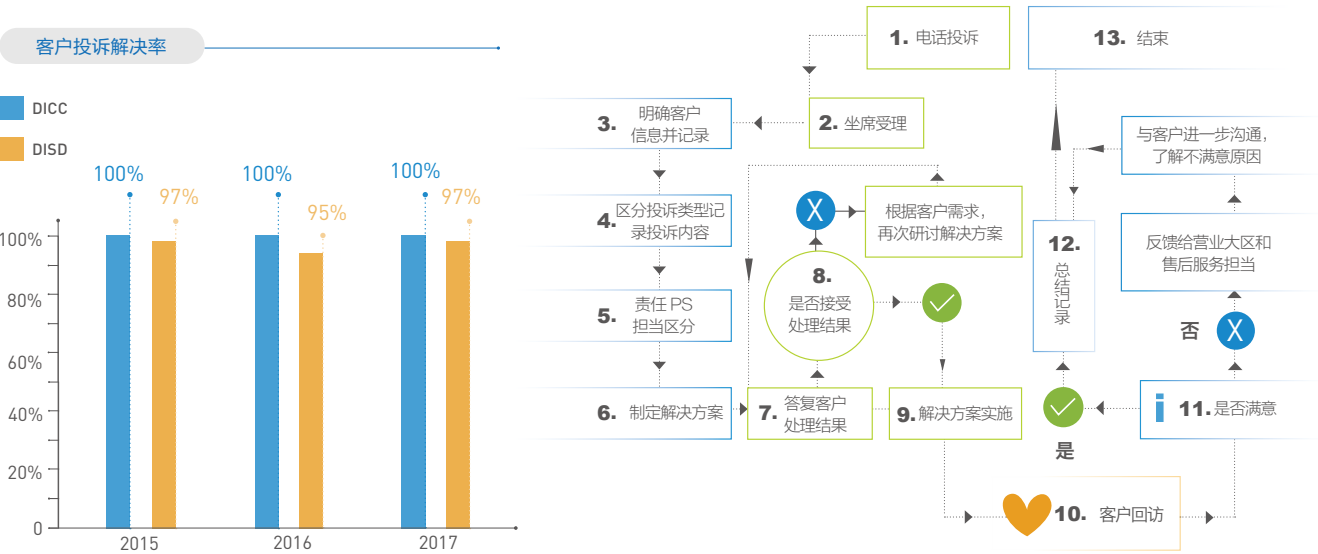 客户投诉解决率
DICC
DISD
100%
97%
100%
95%
100%
97%
100%
80%
60%
40%
20%
0
2015
2016
2017
1. 电话投诉
2. 坐席受理
3. 明确客户
信息并记录
4. 区分投诉类型记
录投诉内容
5. 责任 PS
担当区分
6. 制定解决方案
7. 答复客户
处理结果
8.
是否接受
处理结果
X
根据客户需求，
再次研讨解决方案
9. 解决方案实施
10. 客户回访
i 11. 是否满意
是
否
X
反馈给营业大区和
售后服务担当
与客户进一步沟通，
了解不满意原因
12.
总结记录
13. 结束